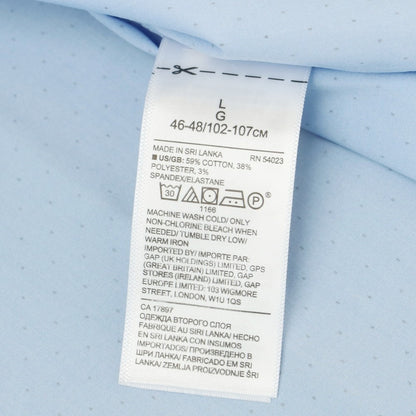 L
G
46-48/102-107см
MADE IN SRI LANKA RN 54023
■ US/GB: 59% COTTON, 38%
POLYESTER, 3%
SPANDEX/ELASTANE
30 P
1166
MACHINE WASH COLD/ ONLY
NON-CHLORINE BLEACH WHEN
NEEDED/ TUMBLE DRY LOW/
WARM IRON
IMPORTED BY/IMPORTE PAR:
GAP (UK HOLDINGS) LIMITED, GPS
(GREAT BRITAIN) LIMITED, GAP
STORES (IRELAND) LIMITED, GAP
EUROPE LIMITED: 103 WIGMORE
STREET, LONDON, W1U 1QS
CA 17897
ОДЕЖДА ВТОРОГО СЛОЯ
FABRIQUE AU SRI LANKA/ HECHO
EN SRI LANKA CON INSUMOS
IMPORTADOS/ ПРОИЗВЕДЕНО В
ШРИ ЛАНКА/ FABRICADO EM SRI
LANKA/ ZEMLJA PROIZVODNJE SRI